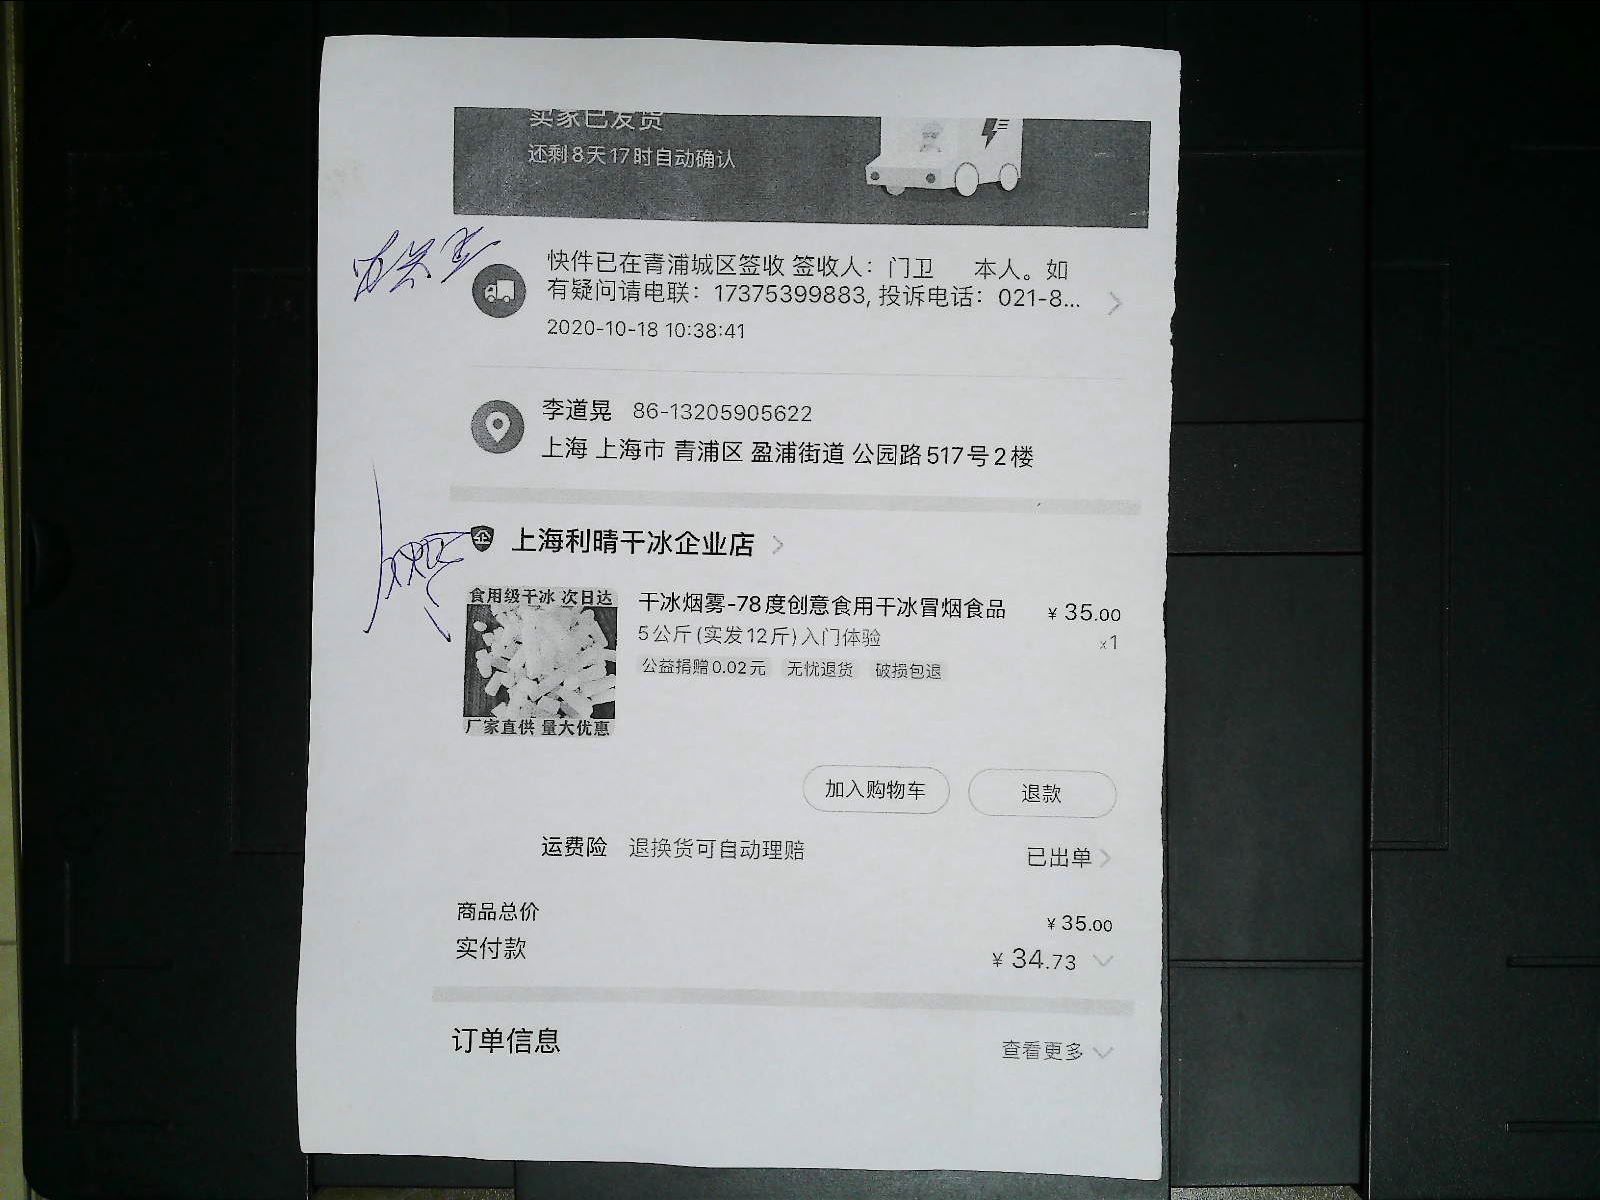 卖家已发货
还剩8天17时自动确认
快件已在青浦城区签收 签收人：门卫 本人。如
有疑问请电联：17375399883, 投诉电话：021-8...
2020-10-18 10:38:41
李道晃 86-13205905622
上海 上海市 青浦区 盈浦街道 公园路517号2楼
企 上海利晴干冰企业店
食用级干冰 次日达
厂家直供 量大优惠
干冰烟雾-78度创意食用干冰冒烟食品 ¥35.00
5公斤(实发12斤)入门体验 x1
公益捐赠0.02元 无忧退货 破损包退
加入购物车 退款
运费险 退换货可自动理赔 已出单
商品总价 ¥35.00
实付款 ¥34.73
订单信息 查看更多